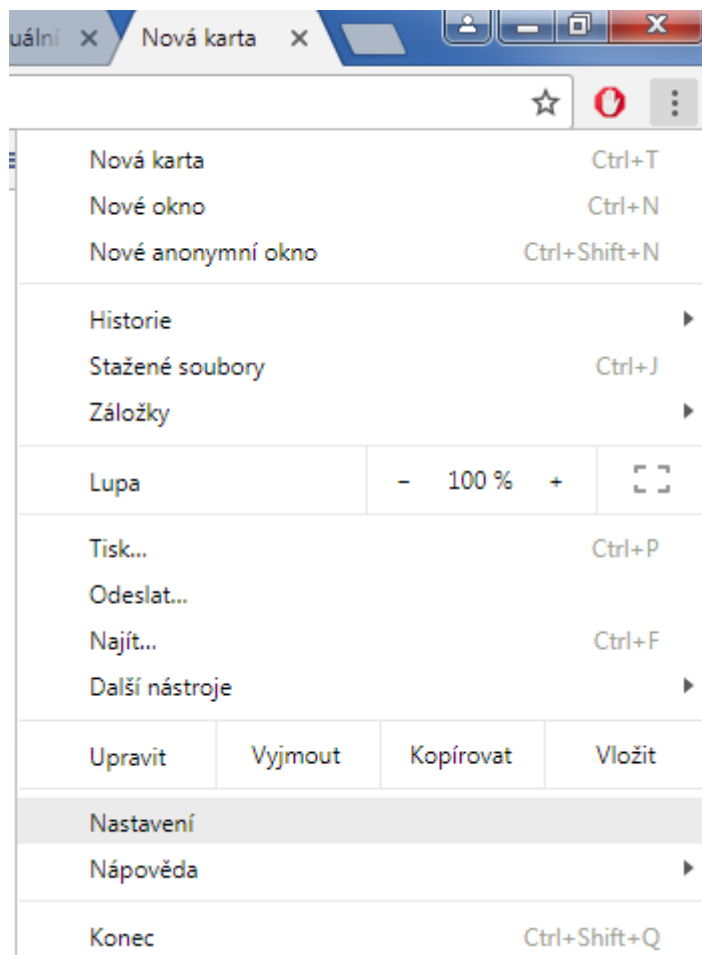 uální Nová karta
Nová karta Ctrl+T
Nové okno Ctrl+N
Nové anonymní okno Ctrl+Shift+N
Historie
Stažené soubory Ctrl+J
Záložky
Lupa - 100 % +
Tisk... Ctrl+P
Odeslat...
Najít... Ctrl+F
Další nástroje
Upravit Vyjmout Kopírovat Vložit
Nastavení
Nápověda
Konec Ctrl+Shift+Q